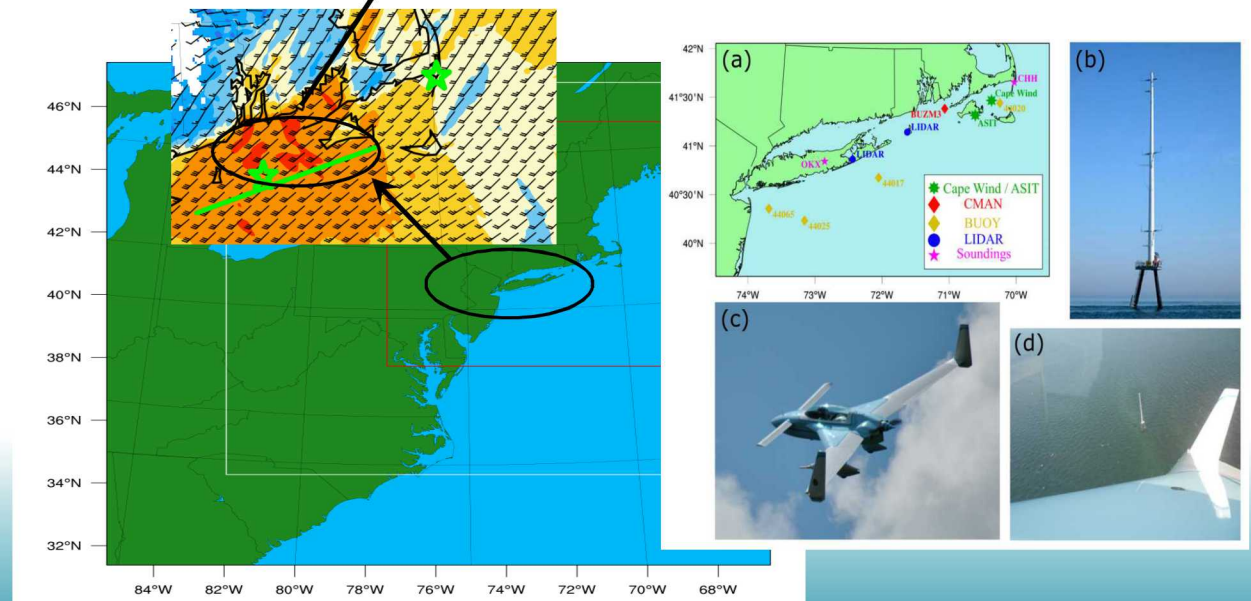 46°N
44°N
42°N
40°N
38°N
36°N
34°N
32°N
84°W 82°W 80°W 78°W 76°W 74°W 72°W 70°W 68°W
(a)
42°N
41°30'N
41°N
40°30'N
40°N
74°W 73°W 72°W 71°W 70°W
CHH
Cape Wind
44020
BUZM3
ASIT
LIDAR
LIDAR
OKX
44017
44065
44025
Cape Wind / ASIT
CMAN
BUOY
LIDAR
Soundings
(b)
(c)
(d)